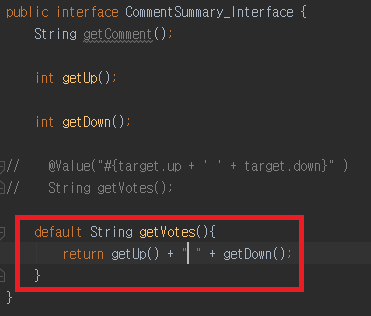 public interface CommentSummary_Interface {
String getComment();
int getUp();
int getDown();
// @Value("#{target.up + ' ' + target.down}" )
// String getVotes();
default String getVotes(){
return getUp() + " " + getDown();
}
}